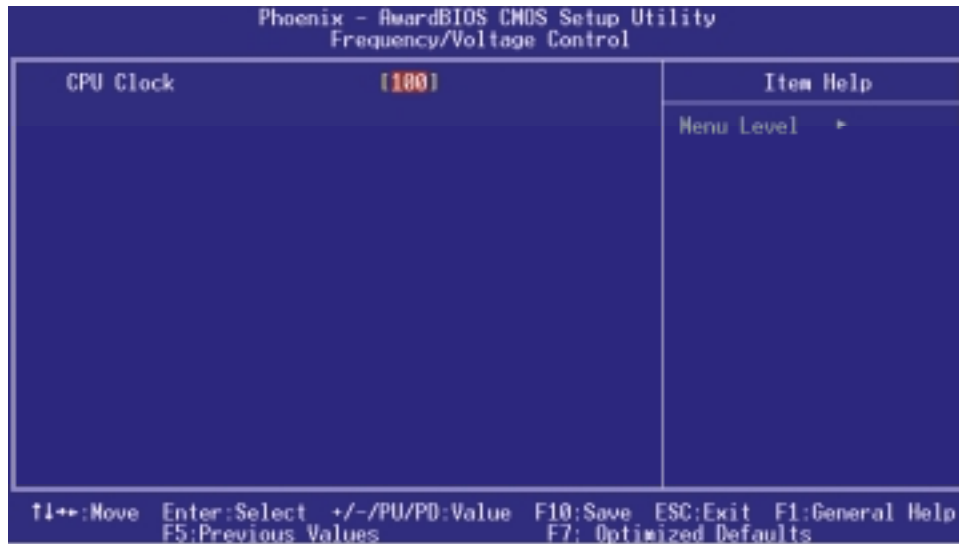 Phoenix - AwardBIOS CMOS Setup Utility
Frequency/Voltage Control
CPU Clock [100]
Item Help
Menu Level ►
↑↓→←:Move Enter:Select +/-/PU/PD:Value F10:Save ESC:Exit F1:General Help
F5:Previous Values F7: Optimized Defaults